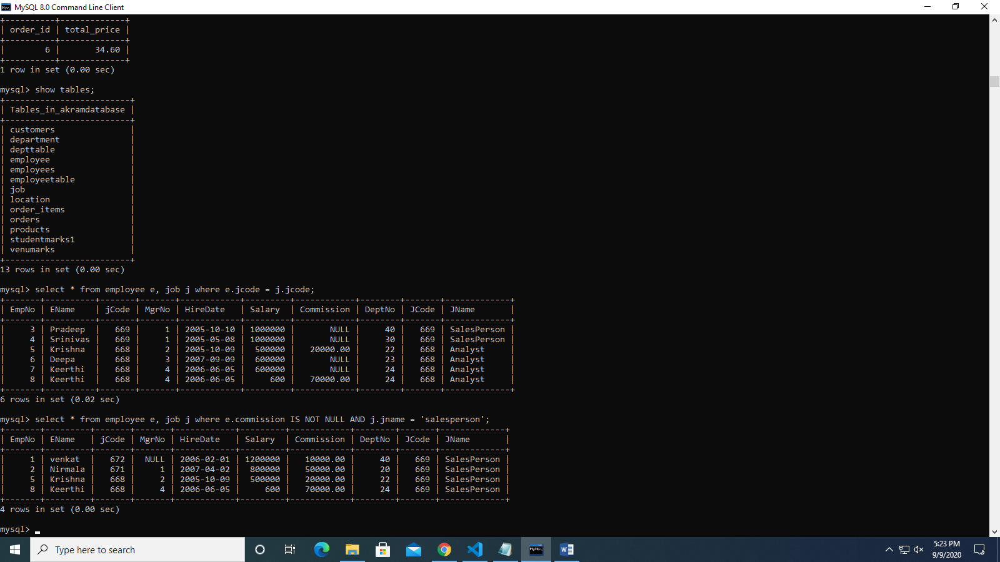 MySQL 8.0 Command Line Client
+----------+-------------+
| order_id | total_price |
+----------+-------------+
|        6 |       34.60 |
+----------+-------------+
1 row in set (0.00 sec)
mysql> show tables;
+-------------------------+
| Tables_in_akramdatabase |
+-------------------------+
| customers               |
| department              |
| depttable               |
| employee                |
| employees               |
| employeetable           |
| job                     |
| location                |
| order_items             |
| orders                  |
| products                |
| studentmarks1           |
| venumarks               |
+-------------------------+
13 rows in set (0.00 sec)
mysql> select * from employee e, job j where e.jcode = j.jcode;
+-------+----------+-------+-------+------------+---------+------------+--------+-------+-------------+
| EmpNo | EName    | jCode | MgrNo | HireDate   | Salary  | Commission | DeptNo | JCode | JName       |
+-------+----------+-------+-------+------------+---------+------------+--------+-------+-------------+
|     3 | Pradeep  |   669 |     1 | 2005-10-10 | 1000000 |       NULL |     40 |   669 | SalesPerson |
|     4 | Srinivas |   669 |     1 | 2005-05-08 | 1000000 |       NULL |     30 |   669 | SalesPerson |
|     5 | Krishna  |   668 |     2 | 2005-10-09 |  500000 |   20000.00 |     22 |   668 | Analyst     |
|     6 | Deepa    |   668 |     3 | 2007-09-09 |  600000 |       NULL |     23 |   668 | Analyst     |
|     7 | Keerthi  |   668 |     4 | 2006-06-05 |  600000 |       NULL |     24 |   668 | Analyst     |
|     8 | Keerthi  |   668 |     4 | 2006-06-05 |     600 |   70000.00 |     24 |   668 | Analyst     |
+-------+----------+-------+-------+------------+---------+------------+--------+-------+-------------+
6 rows in set (0.02 sec)
mysql> select * from employee e, job j where e.commission IS NOT NULL AND j.jname = 'salesperson';
+-------+---------+-------+-------+------------+---------+------------+--------+-------+-------------+
| EmpNo | EName   | jCode | MgrNo | HireDate   | Salary  | Commission | DeptNo | JCode | JName       |
+-------+---------+-------+-------+------------+---------+------------+--------+-------+-------------+
|     1 | venkat  |   672 |  NULL | 2006-02-01 | 1200000 |   10000.00 |     40 |   669 | SalesPerson |
|     2 | Nirmala |   671 |     1 | 2007-04-02 |  800000 |   50000.00 |     20 |   669 | SalesPerson |
|     5 | Krishna |   668 |     2 | 2005-10-09 |  500000 |   20000.00 |     22 |   669 | SalesPerson |
|     8 | Keerthi |   668 |     4 | 2006-06-05 |     600 |   70000.00 |     24 |   669 | SalesPerson |
+-------+---------+-------+-------+------------+---------+------------+--------+-------+-------------+
4 rows in set (0.00 sec)
mysql>
Type here to search
5:23 PM
9/9/2020